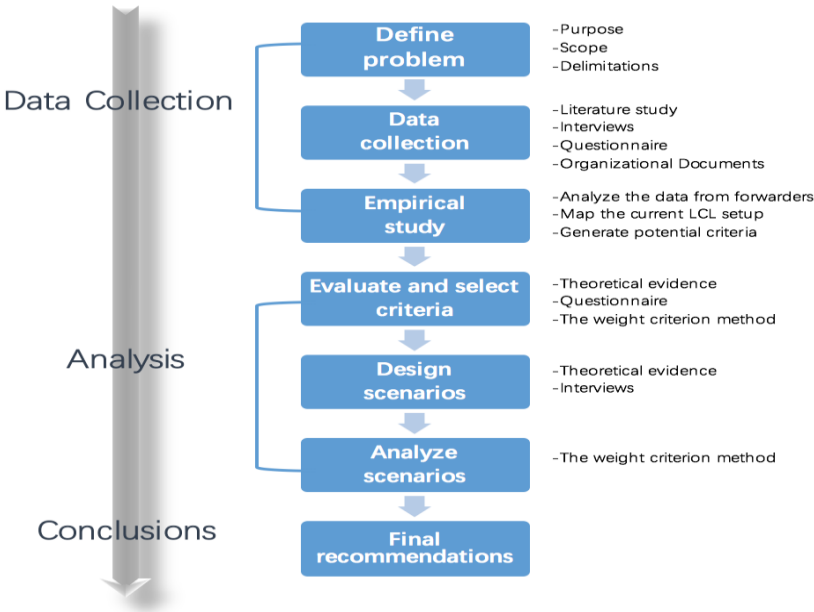 Define
problem
-Purpose
-Scope
-Delimitations
Data Collection
Data
collection
-Literature study
-Interviews
-Questionnaire
-Organizational Documents
Empirical
study
-Analyze the data from forwarders
-Map the current LCL setup
-Generate potential criteria
Evaluate and select
criteria
-Theoretical evidence
-Questionnaire
-The weight criterion method
Analysis
Design
scenarios
-Theoretical evidence
-Interviews
Analyze
scenarios
-The weight criterion method
Conclusions
Final
recommendations